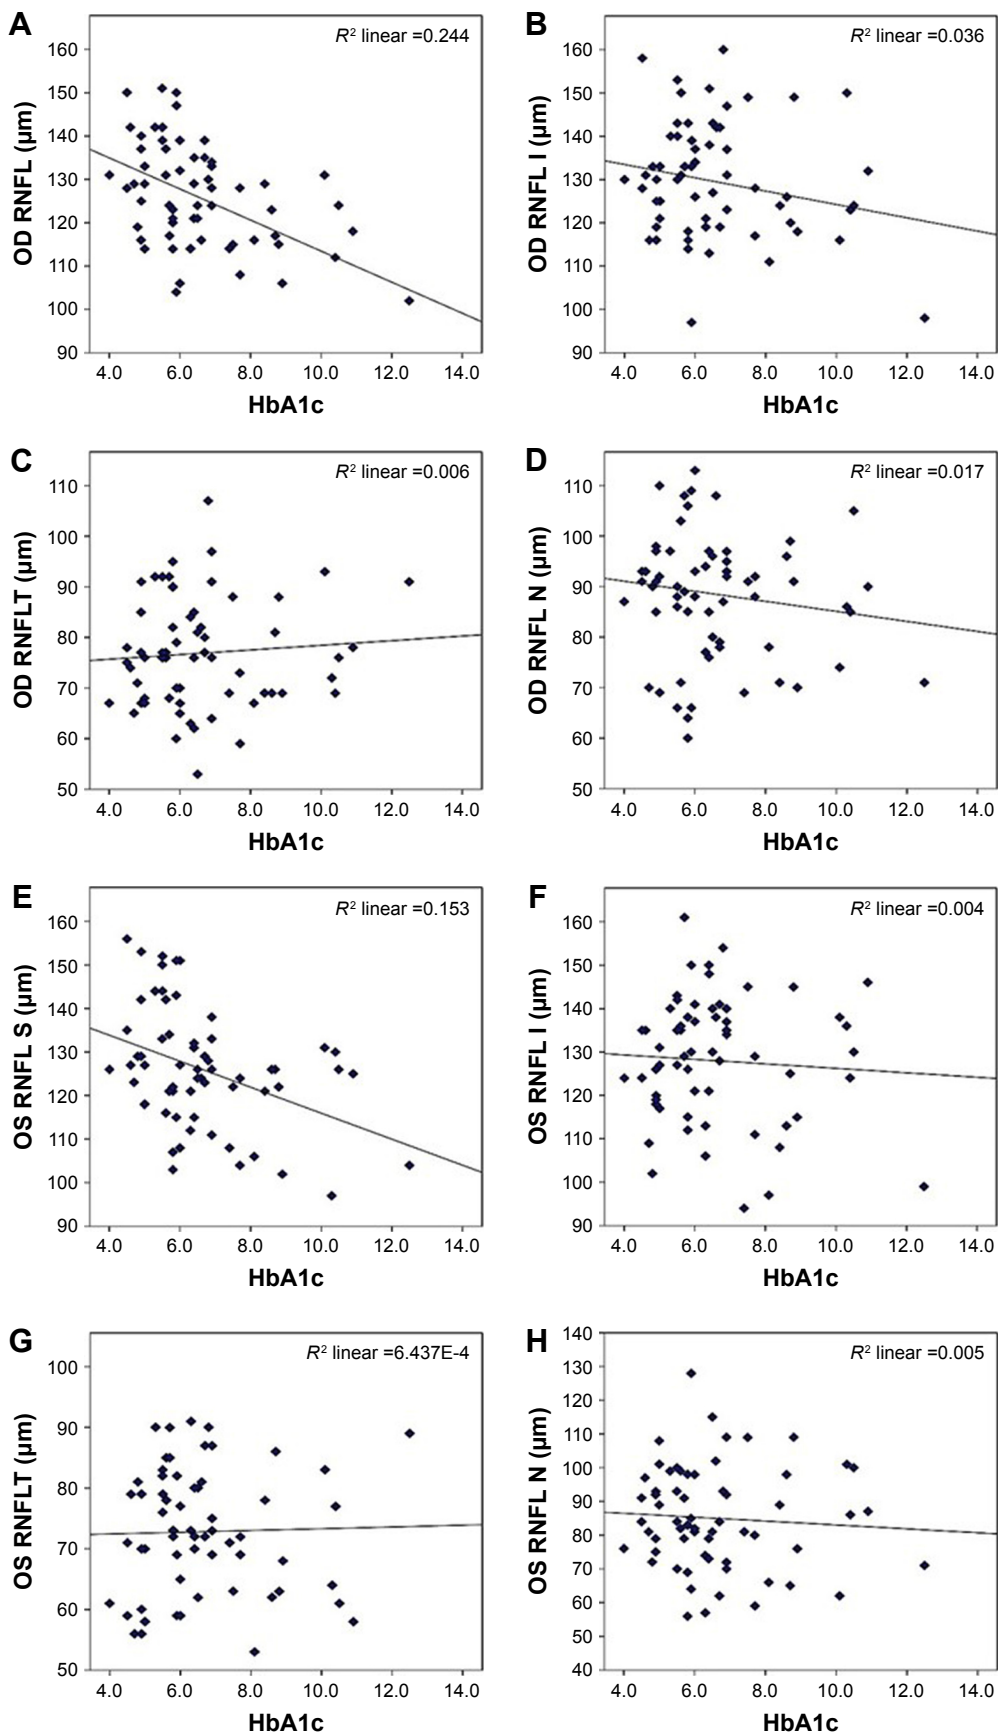 A
R² linear =0.244
OD RNFL (µm)
160
150
140
130
120
110
100
90
4.0 6.0 8.0 10.0 12.0 14.0
HbA1c
B
R² linear =0.036
OD RNFL I (µm)
160
150
140
130
120
110
100
90
4.0 6.0 8.0 10.0 12.0 14.0
HbA1c
C
R² linear =0.006
OD RNFLT (µm)
110
100
90
80
70
60
50
4.0 6.0 8.0 10.0 12.0 14.0
HbA1c
D
R² linear =0.017
OD RNFL N (µm)
110
100
90
80
70
60
50
4.0 6.0 8.0 10.0 12.0 14.0
HbA1c
E
R² linear =0.153
OS RNFL S (µm)
160
150
140
130
120
110
100
90
4.0 6.0 8.0 10.0 12.0 14.0
HbA1c
F
R² linear =0.004
OS RNFL I (µm)
160
150
140
130
120
110
100
90
4.0 6.0 8.0 10.0 12.0 14.0
HbA1c
G
R² linear =6.437E-4
OS RNFLT (µm)
100
90
80
70
60
50
4.0 6.0 8.0 10.0 12.0 14.0
HbA1c
H
R² linear =0.005
OS RNFL N (µm)
140
130
120
110
100
90
80
70
60
50
40
4.0 6.0 8.0 10.0 12.0 14.0
HbA1c